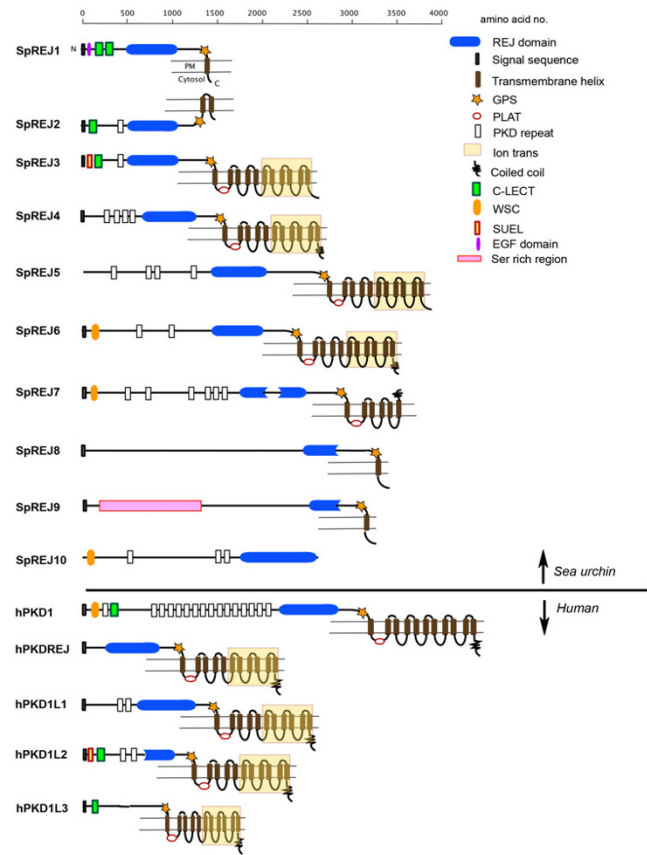 0 500 1000 1500 2000 2500 3000 3500 4000
amino acid no.
REJ domain
Signal sequence
Transmembrane helix
GPS
PLAT
PKD repeat
Ion trans
Coiled coil
C-LECT
WSC
SUEL
EGF domain
Ser rich region
SpREJ1
N
PM
Cytosol
C
SpREJ2
SpREJ3
SpREJ4
SpREJ5
SpREJ6
SpREJ7
SpREJ8
SpREJ9
SpREJ10
Sea urchin
Human
hPKD1
hPKDREJ
hPKD1L1
hPKD1L2
hPKD1L3